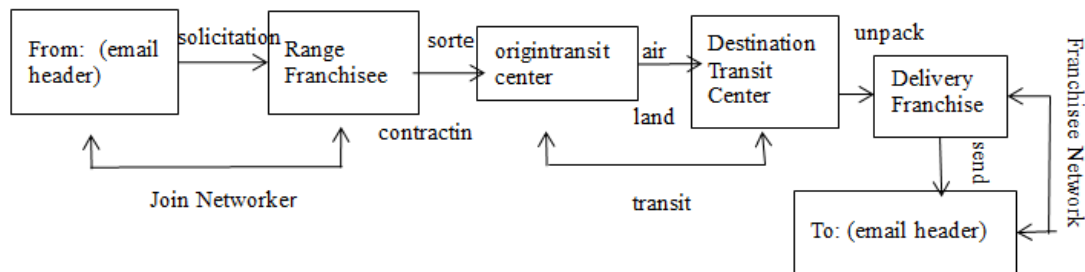 From: (email
header)
solicitation
Range
Franchisee
sorte
contractin
origintransit
center
air
land
Destination
Transit
Center
unpack
Delivery
Franchise
Franchisee Network
send
To: (email header)
Join Networker
transit